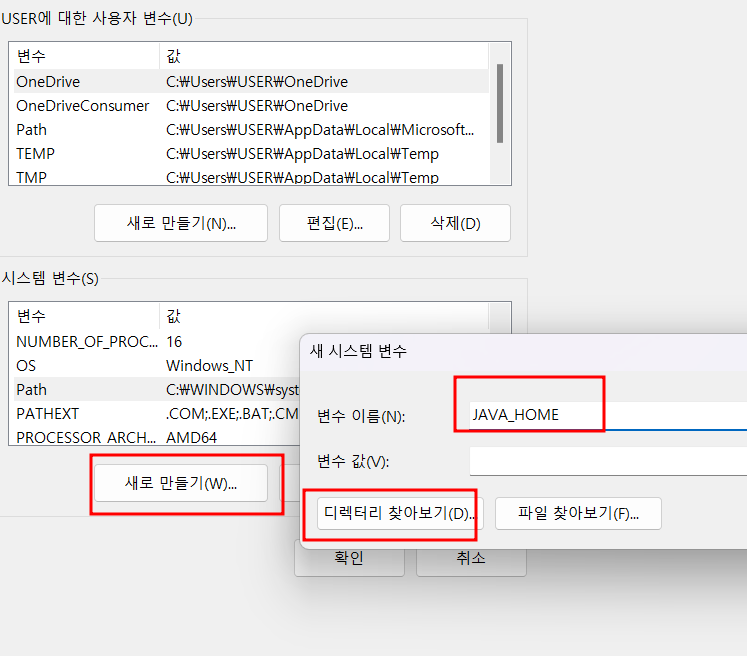 USER에 대한 사용자 변수(U)
변수 값
OneDrive C:₩Users₩USER₩OneDrive
OneDriveConsumer C:₩Users₩USER₩OneDrive
Path C:₩Users₩USER₩AppData₩Local₩Microsoft...
TEMP C:₩Users₩USER₩AppData₩Local₩Temp
TMP C:₩Users₩USER₩AppData₩Local₩Temp
새로 만들기(N)... 편집(E)... 삭제(D)
시스템 변수(S)
변수 값
NUMBER_OF_PROC... 16
OS Windows_NT
Path C:₩WINDOWS₩syst
PATHEXT .COM;.EXE;.BAT;.CM
PROCESSOR_ARCH... AMD64
새로 만들기(W)...
새 시스템 변수
변수 이름(N): JAVA_HOME
변수 값(V):
디렉터리 찾아보기(D)... 파일 찾아보기(F)...
확인 취소